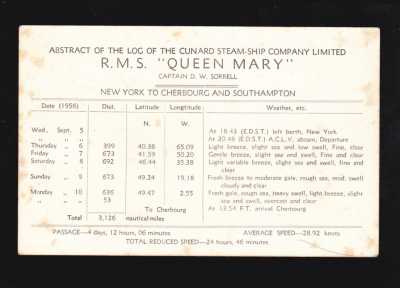 ABSTRACT OF THE LOG OF THE CUNARD STEAM-SHIP COMPANY LIMITED
R.M.S. "QUEEN MARY"
CAPTAIN D. W. SORRELL
NEW YORK TO CHERBOURG AND SOUTHAMPTON
Date (1956) Dist. Latitude Longitude Weather, etc.
N. W.
Wed., Sept. 5 At 18.43 (E.D.S.T.) left berth, New York
" " At 20.48 (E.D.S.T.) A.C.L.V. abeam, Departure
Thursday " 6 399 40.38 65.09 Light breeze, slight sea and low swell, Fine, clear
Friday " 7 673 41.59 50.20 Gentle breeze, slight sea and swell, Fine and clear
Saturday " 8 692 46.44 35.38 Light variable breeze, slight sea and swell, fine and
clear
Sunday " 9 673 49.24 19.18 Fresh breeze to moderate gale, rough sea, mod. swell
cloudy and clear
Monday " 10 636 49.47 2.55 Fresh gale, rough sea, heavy swell, light breeze, slight
53 To Cherbourg sea and swell, overcast and clear
Total 3,126 nautical miles At 13.54 F.T. arrival Cherbourg
PASSAGE—4 days, 12 hours, 06 minutes AVERAGE SPEED—28.92 knots
TOTAL REDUCED SPEED—24 hours, 46 minutes